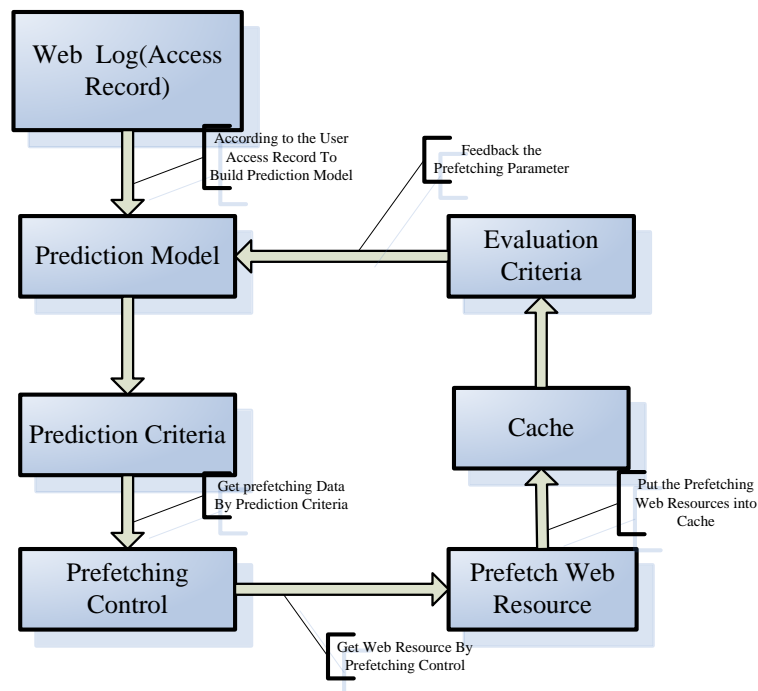 Web Log(Access
Record)
According to the User
Access Record To
Build Prediction Model
Feedback the
Prefetching Parameter
Prediction Model
Evaluation
Criteria
Prediction Criteria
Cache
Get prefetching Data
By Prediction Criteria
Put the Prefetching
Web Resources into
Cache
Prefetching
Control
Prefetch Web
Resource
Get Web Resource By
Prefetching Control